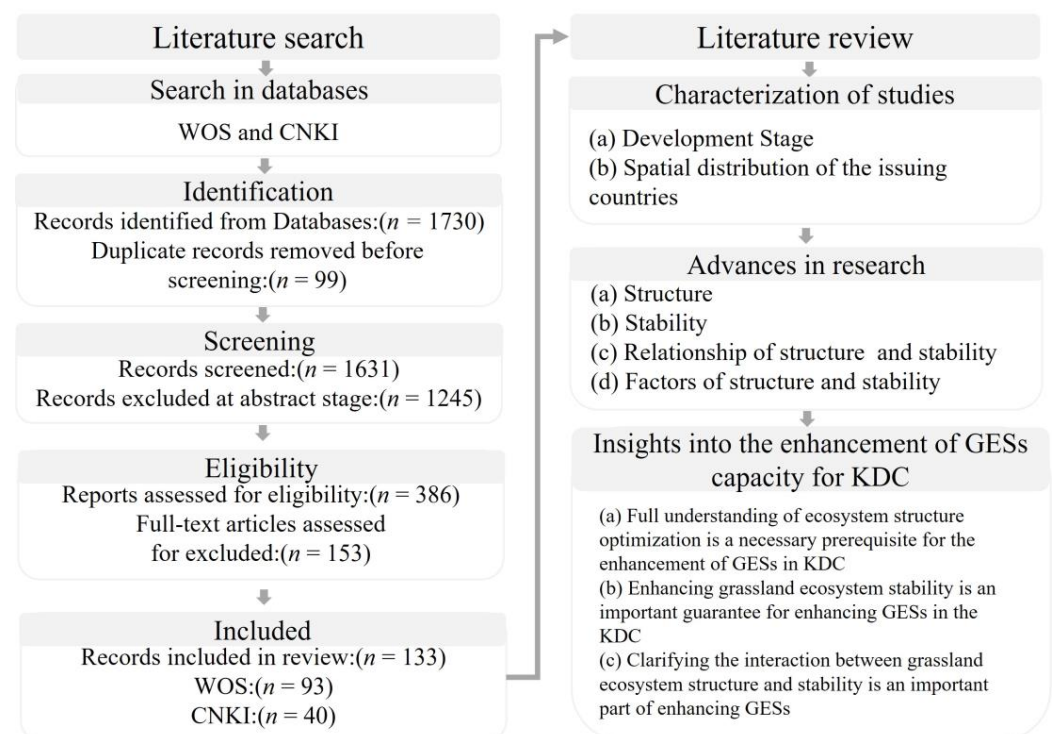 Literature search
Search in databases
WOS and CNKI
Identification
Records identified from Databases:(n = 1730)
Duplicate records removed before
screening:(n = 99)
Screening
Records screened:(n = 1631)
Records excluded at abstract stage:(n = 1245)
Eligibility
Reports assessed for eligibility:(n = 386)
Full-text articles assessed
for excluded:(n = 153)
Included
Records included in review:(n = 133)
WOS:(n = 93)
CNKI:(n = 40)
Literature review
Characterization of studies
(a) Development Stage
(b) Spatial distribution of the issuing
countries
Advances in research
(a) Structure
(b) Stability
(c) Relationship of structure and stability
(d) Factors of structure and stability
Insights into the enhancement of GESs
capacity for KDC
(a) Full understanding of ecosystem structure
optimization is a necessary prerequisite for the
enhancement of GESs in KDC
(b) Enhancing grassland ecosystem stability is an
important guarantee for enhancing GESs in the
KDC
(c) Clarifying the interaction between grassland
ecosystem structure and stability is an important
part of enhancing GESs